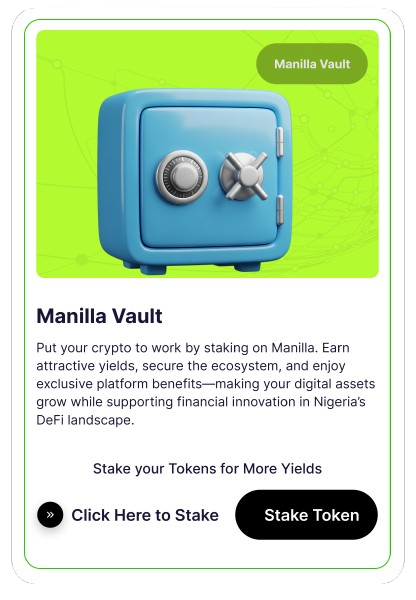 Manilla Vault
Manilla Vault
Put your crypto to work by staking on Manilla. Earn
attractive yields, secure the ecosystem, and enjoy
exclusive platform benefits—making your digital assets
grow while supporting financial innovation in Nigeria's
DeFi landscape.
Stake your Tokens for More Yields
» Click Here to Stake
Stake Token